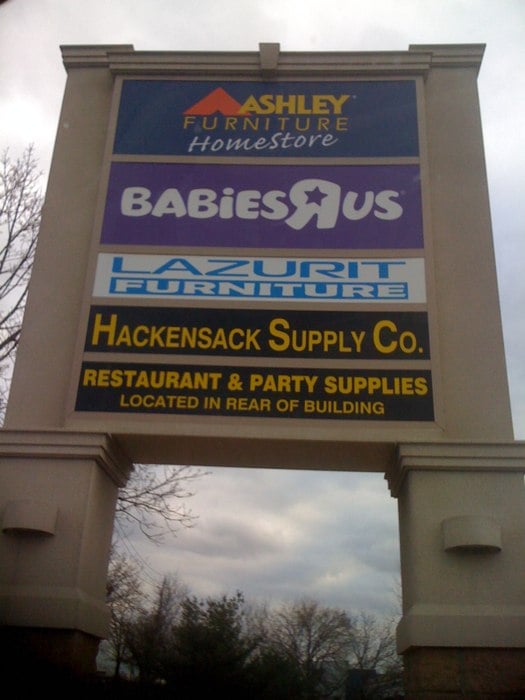 ASHLEY
FURNITURE
HomeStore
BABiES R US
LAZURIT
FURNITURE
HACKENSACK SUPPLY CO.
RESTAURANT & PARTY SUPPLIES
LOCATED IN REAR OF BUILDING